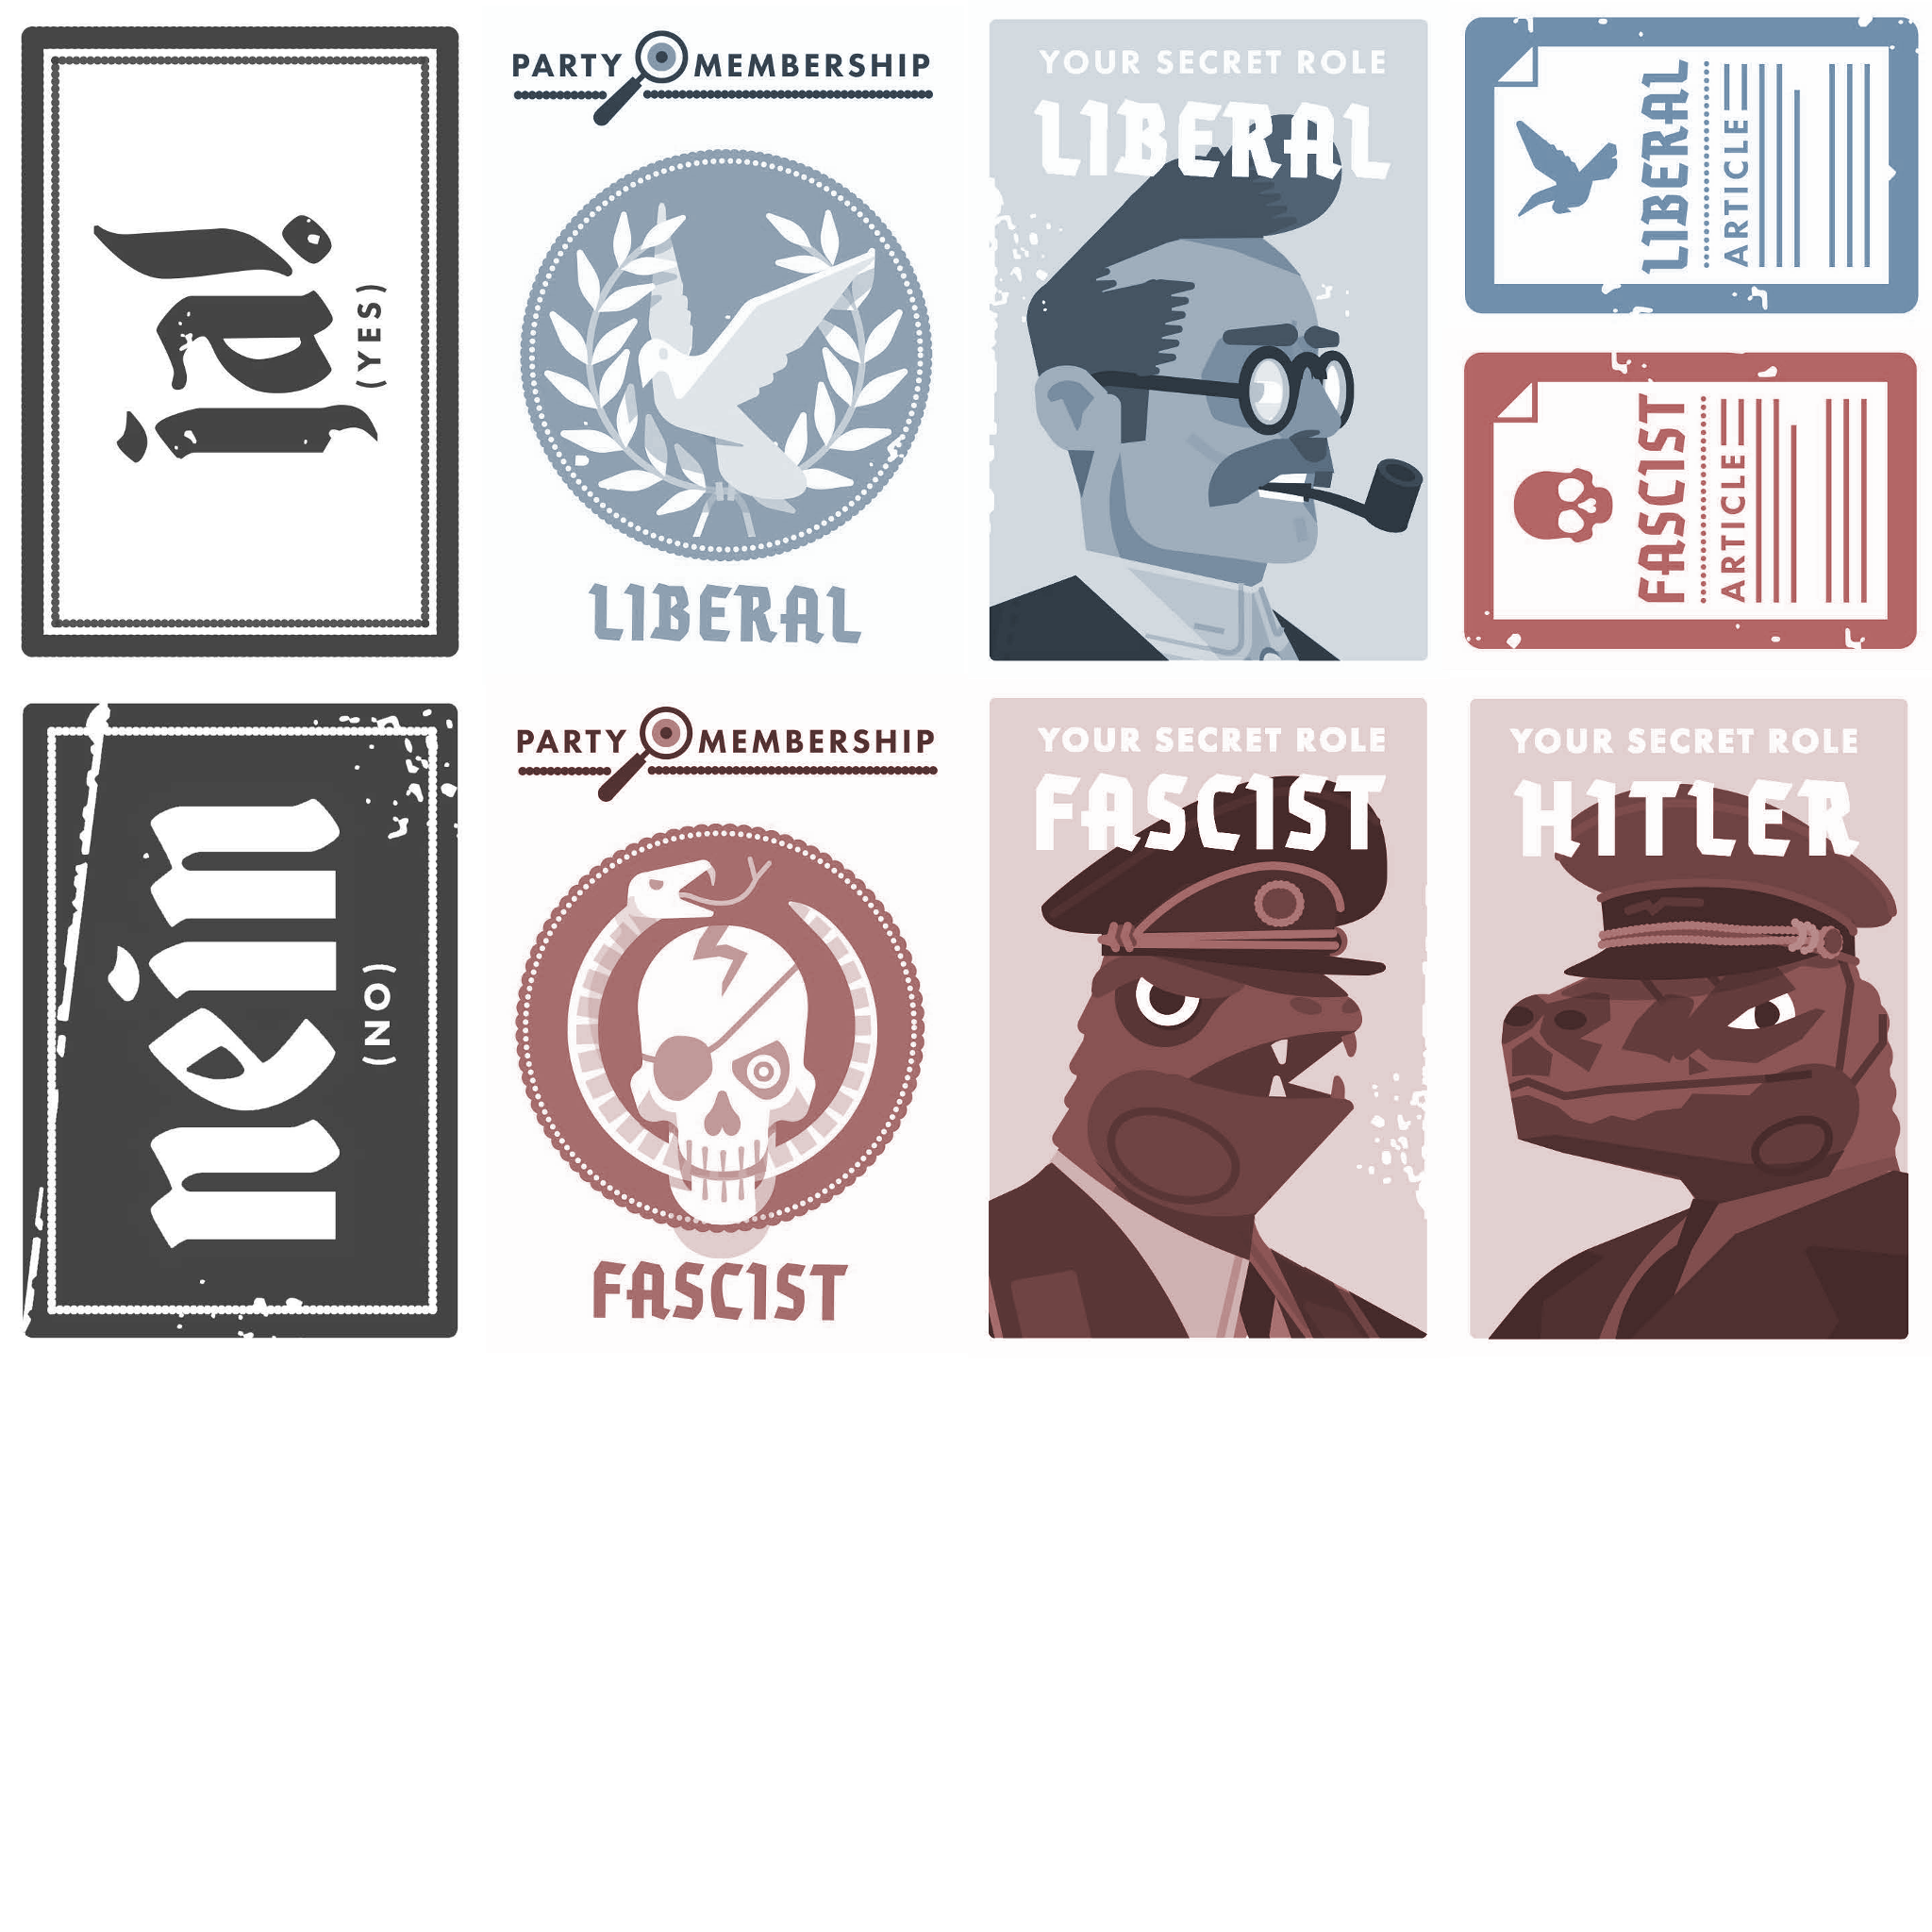 ja!
(YES)
PARTY MEMBERSHIP
LIBERAL
YOUR SECRET ROLE
LIBERAL
LIBERAL
ARTICLE
FASCIST
ARTICLE
nein
(NO)
PARTY MEMBERSHIP
FASCIST
YOUR SECRET ROLE
FASCIST
YOUR SECRET ROLE
HITLER